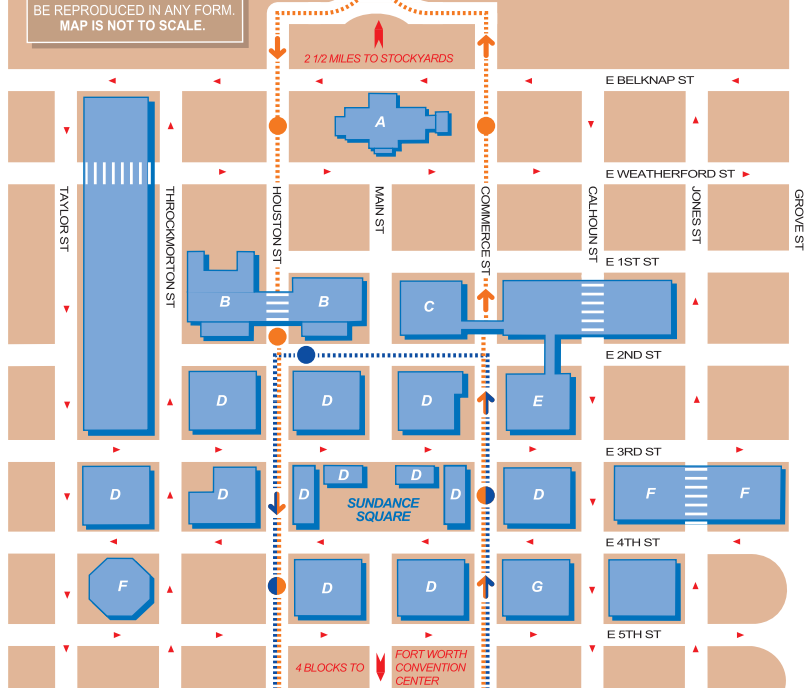 BE REPRODUCED IN ANY FORM.
MAP IS NOT TO SCALE.
2 1/2 MILES TO STOCKYARDS
E BELKNAP ST
A
E WEATHERFORD ST
TAYLOR ST
THROCKMORTON ST
HOUSTON ST
MAIN ST
COMMERCE ST
CALHOUN ST
JONES ST
GROVE ST
E 1ST ST
B
B
C
E 2ND ST
D
D
D
E
E 3RD ST
D
D
D
D
D
D
D
F
F
SUNDANCE
SQUARE
E 4TH ST
F
D
D
G
E 5TH ST
4 BLOCKS TO
FORT WORTH
CONVENTION
CENTER